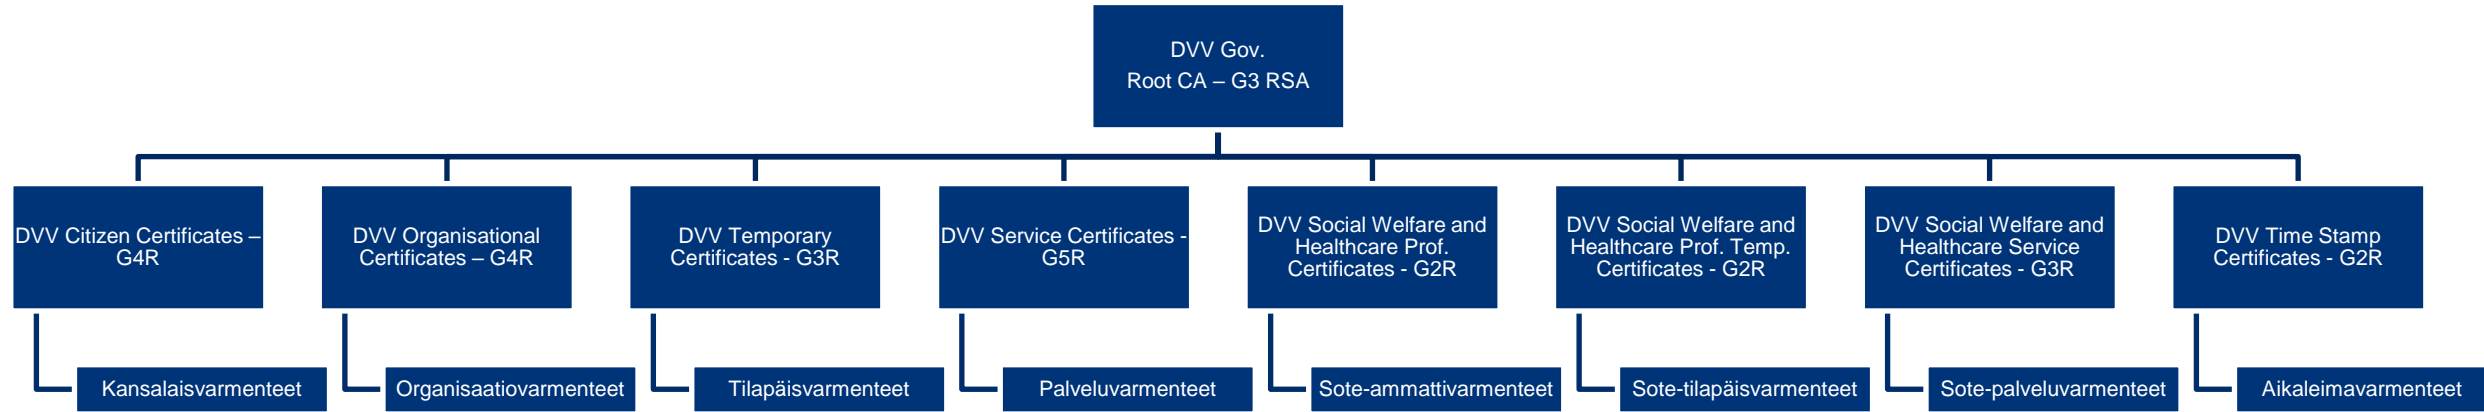 DVV Gov.
Root CA – G3 RSA
DVV Citizen Certificates –
G4R
DVV Organisational
Certificates – G4R
DVV Temporary
Certificates - G3R
DVV Service Certificates -
G5R
DVV Social Welfare and
Healthcare Prof.
Certificates - G2R
DVV Social Welfare and
Healthcare Prof. Temp.
Certificates - G2R
DVV Social Welfare and
Healthcare Service
Certificates - G3R
DVV Time Stamp
Certificates - G2R
Kansalaisvarmenteet
Organisaatiovarmenteet
Tilapäisvarmenteet
Palveluvarmenteet
Sote-ammattivarmenteet
Sote-tilapäisvarmenteet
Sote-palveluvarmenteet
Aikaleimavarmenteet